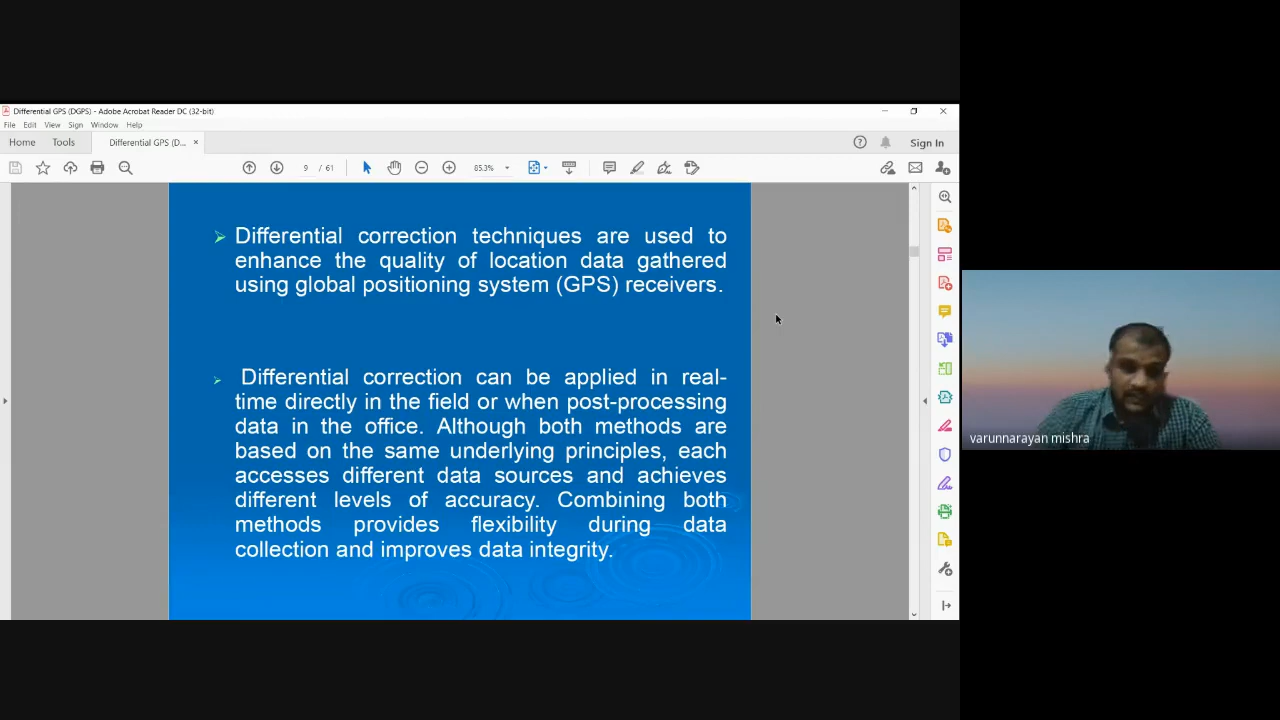 Differential GPS (DGPS) - Adobe Acrobat Reader DC (32-bit)
File Edit View Sign Window Help
Home Tools Differential GPS (D... × Sign In
9 / 61 85.3%
Differential correction techniques are used to
enhance the quality of location data gathered
using global positioning system (GPS) receivers.
Differential correction can be applied in real-
time directly in the field or when post-processing
data in the office. Although both methods are
based on the same underlying principles, each
accesses different data sources and achieves
different levels of accuracy. Combining both
methods provides flexibility during data
collection and improves data integrity.
varunnarayan mishra